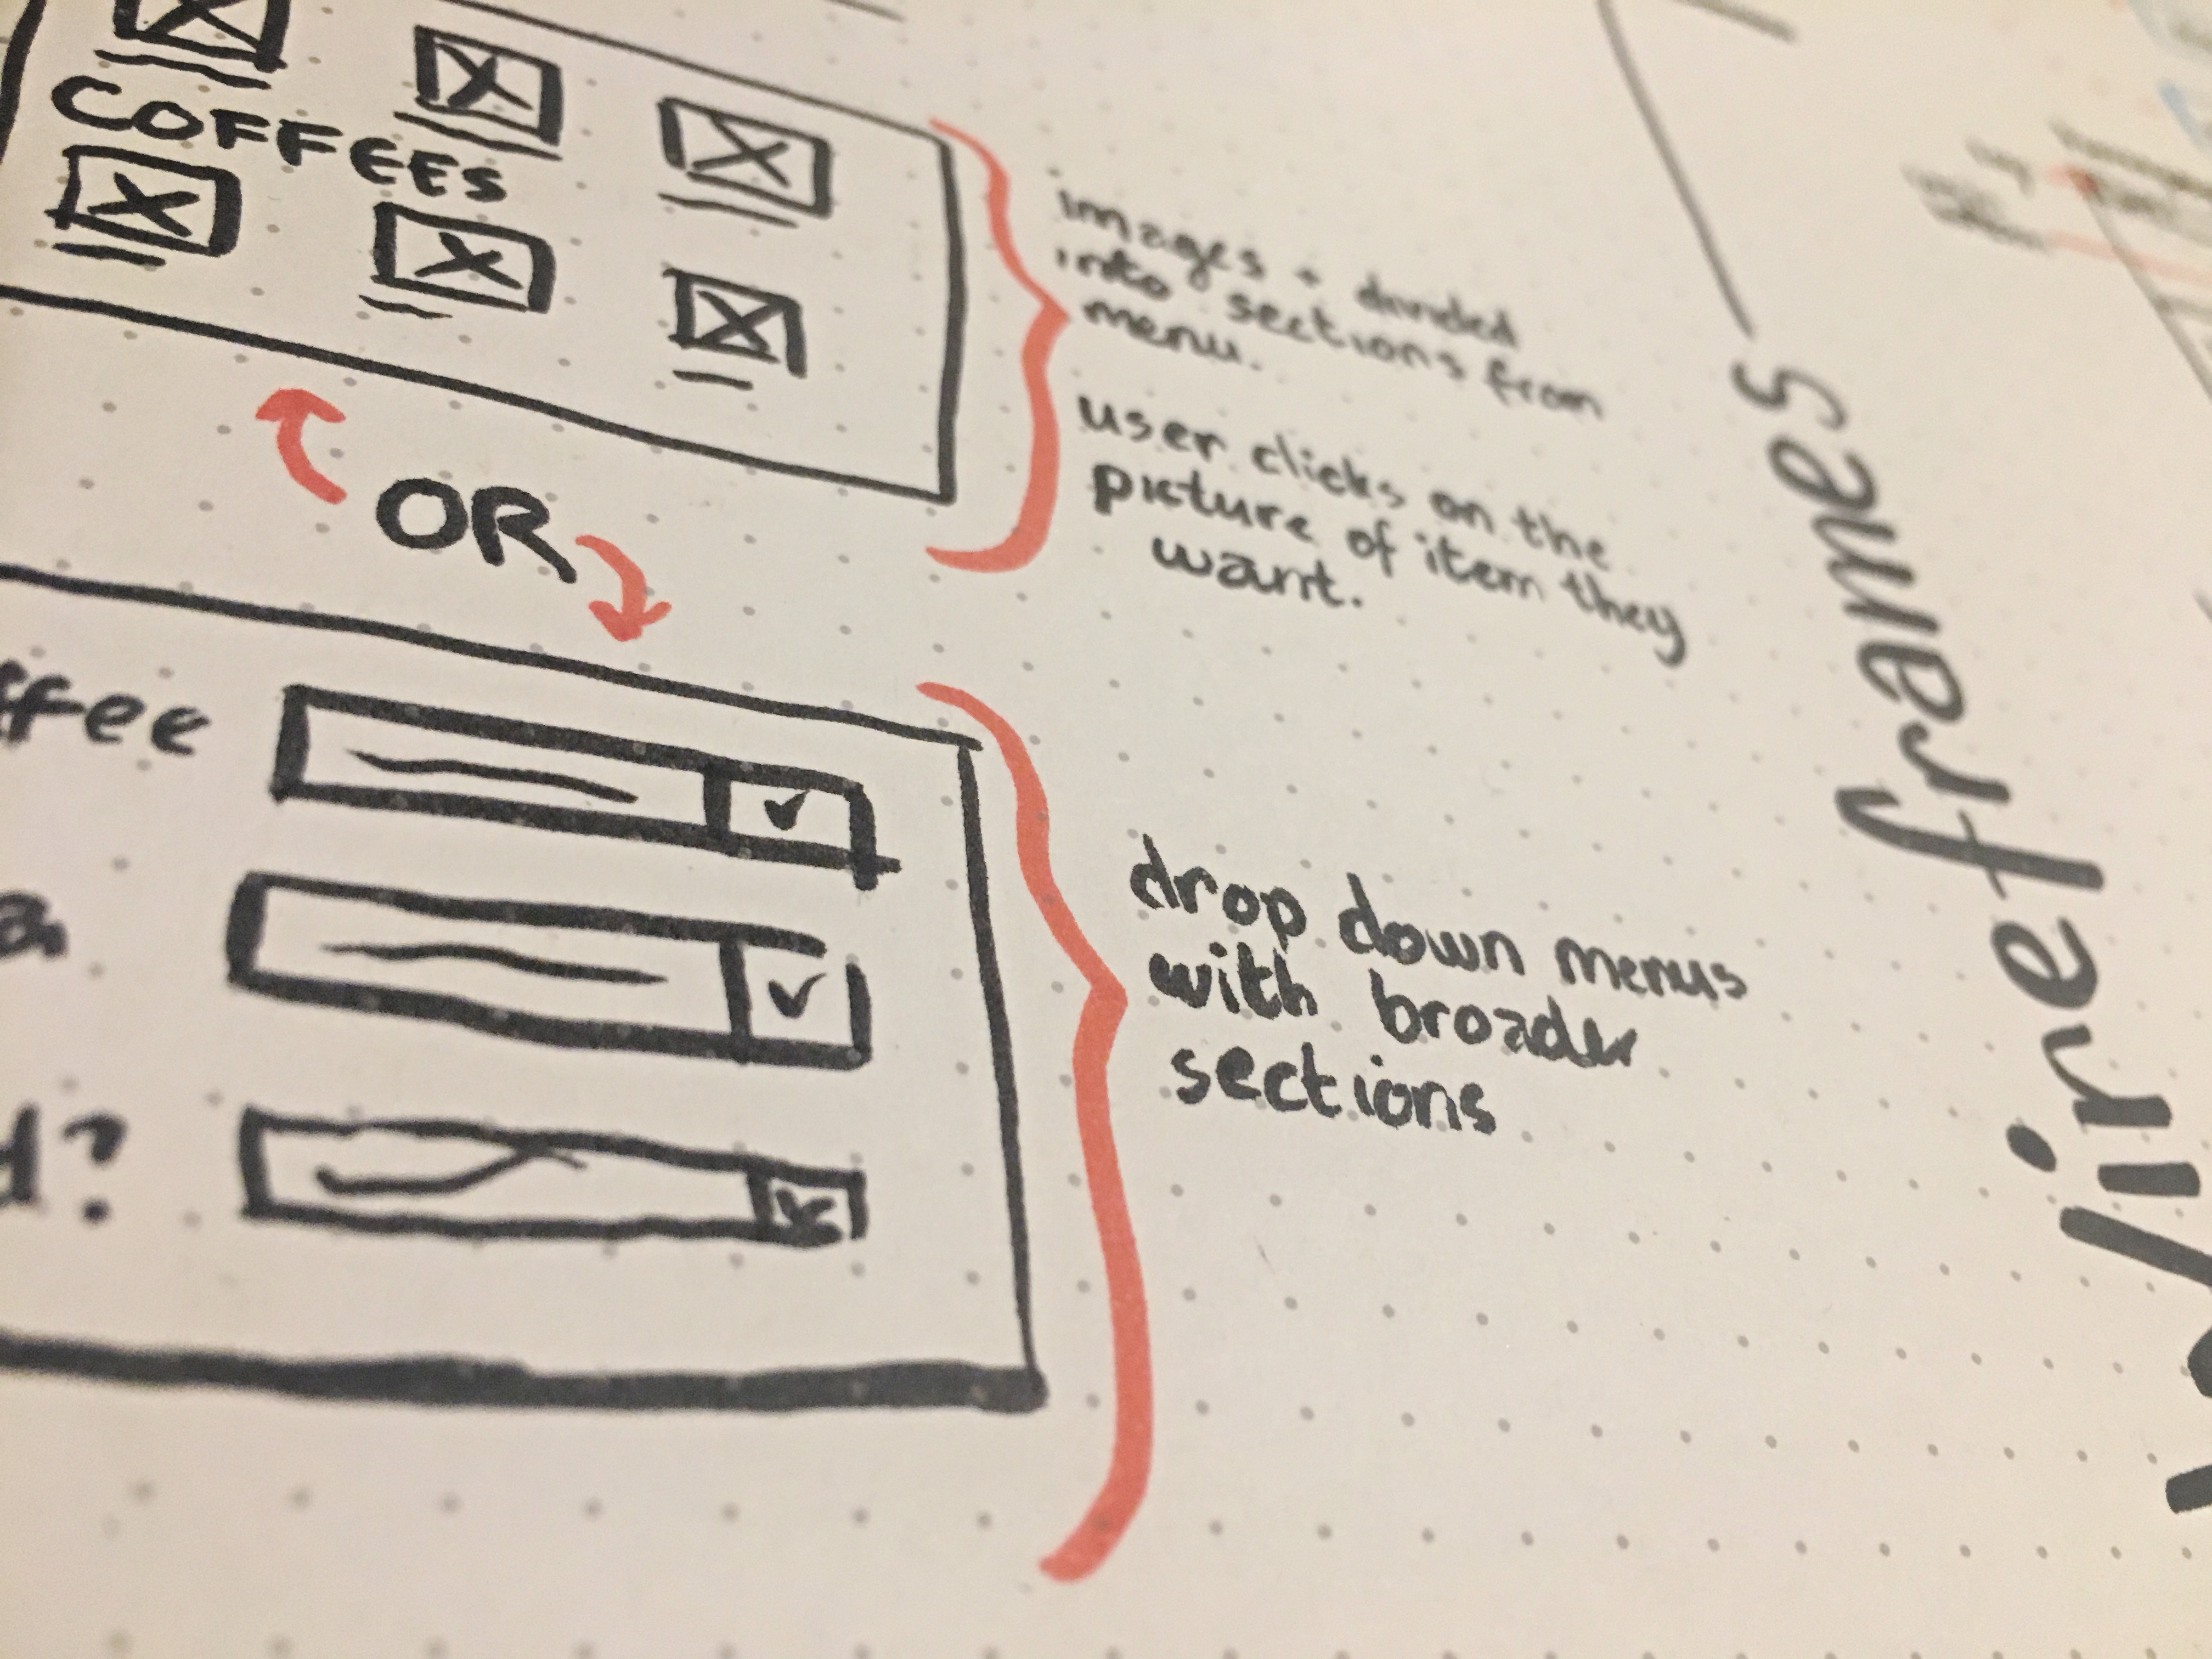 COFFEES
images + divided
into sections from
menu.
user clicks on the
picture of item they
want.
OR
ffee
drop down menus
with broader
sections
a
d?
Wireframes